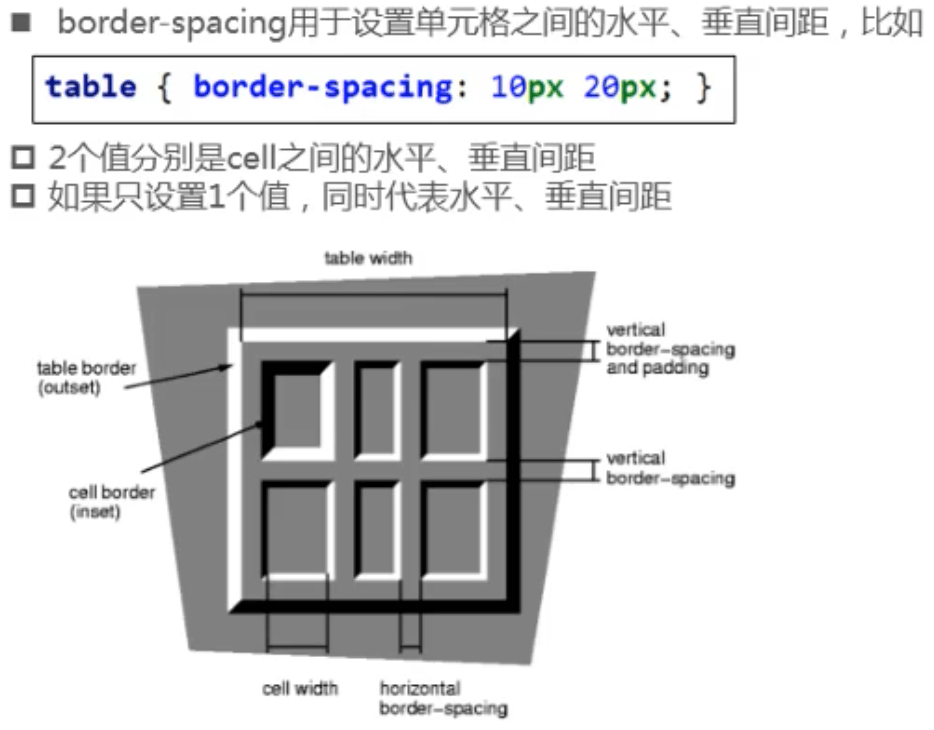 ■ border-spacing用于设置单元格之间的水平、垂直间距，比如
table { border-spacing: 10px 20px; }
2个值分别是cell之间的水平、垂直间距
如果只设置1个值，同时代表水平、垂直间距
table width
vertical
border-spacing
and padding
table border
(outset)
vertical
border-spacing
cell border
(inset)
cell width
horizontal
border-spacing